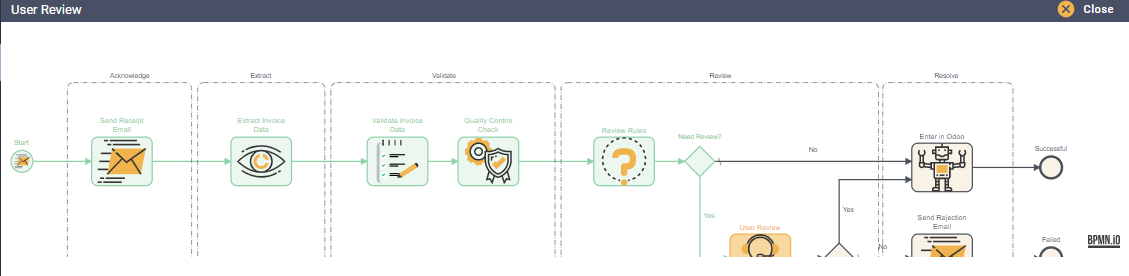 User Review
Close
Acknowledge
Extract
Validate
Review
Resolve
Start
Send Receipt
Email
Extract Invoice
Data
Validate Invoice
Data
Quality Control
Check
Review Rules
Need Review?
No
Enter in Odoo
Successful
Yes
User Review
Yes
No
Send Rejection
Email
Failed
BPMN.iO